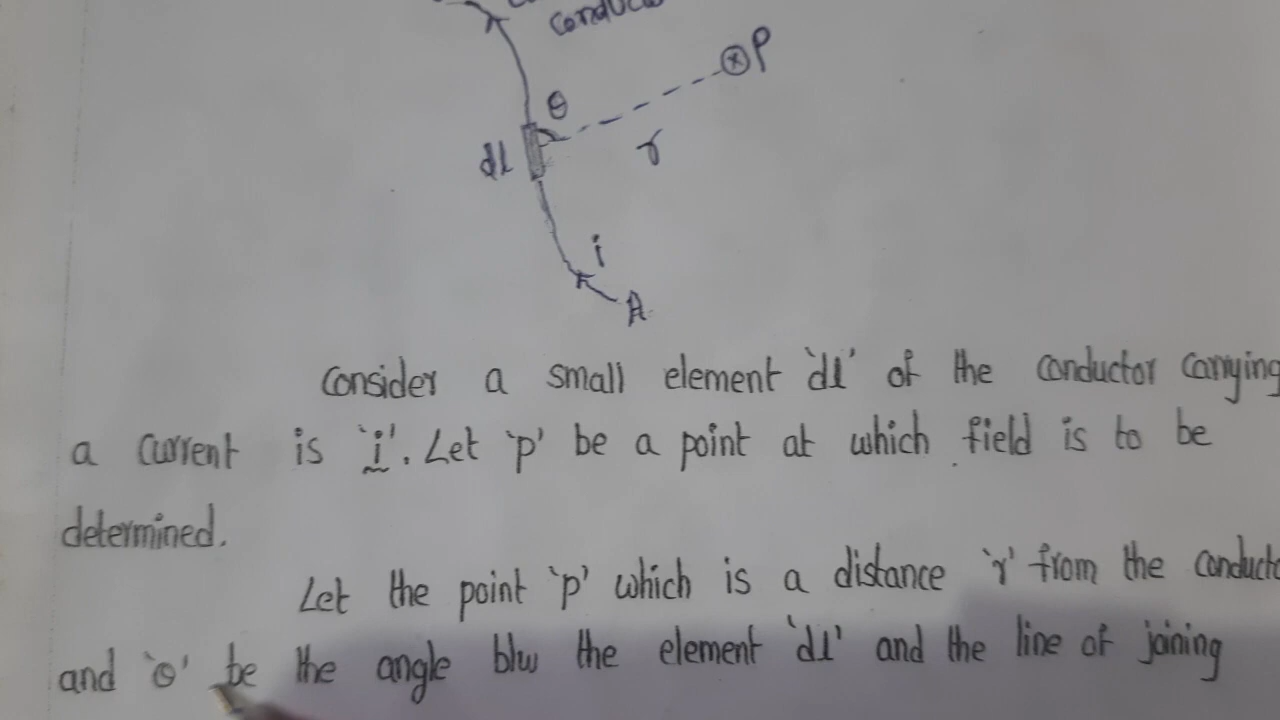 P
θ
dl
r
i
A
Consider a small element `dl' of the conductor carrying
a current is `i'. Let `p' be a point at which field is to be
determined.
Let the point `p' which is a distance `r' from the
and `θ' be the angle b/w the element `dl' and the line of joining